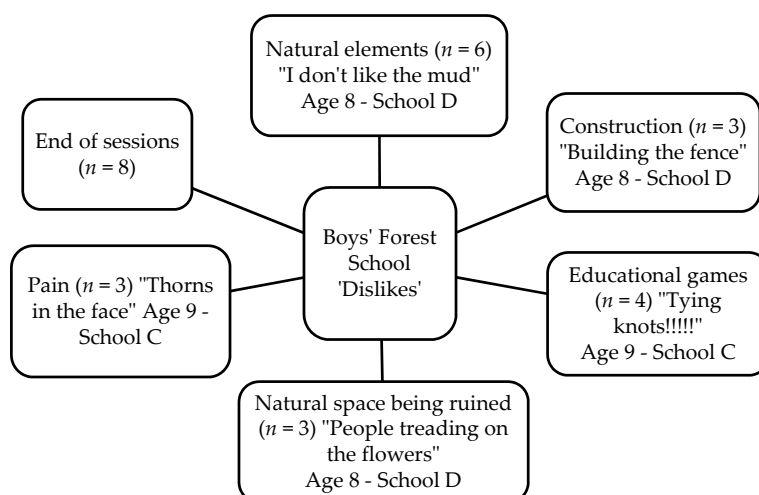 Natural elements (n = 6)
"I don't like the mud"
Age 8 - School D
End of sessions
(n = 8)
Construction (n = 3)
"Building the fence"
Age 8 - School D
Boys' Forest
School
'Dislikes'
Pain (n = 3) "Thorns
in the face" Age 9 -
School C
Educational games
(n = 4) "Tying
knots!!!!!"
Age 9 - School C
Natural space being ruined
(n = 3) "People treading on
the flowers"
Age 8 - School D